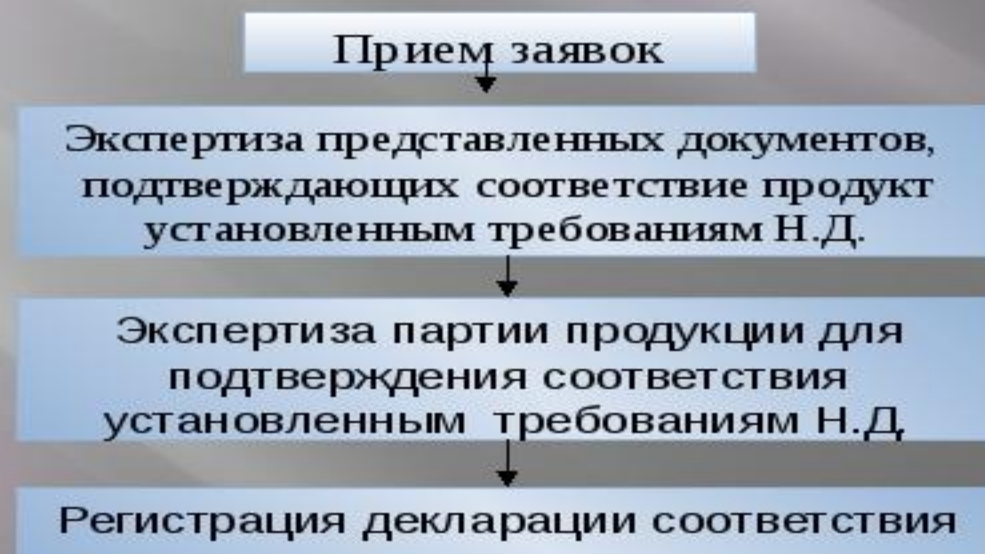 Прием заявок
Экспертиза представленных документов,
подтверждающих соответствие продукт
установленным требованиям Н.Д.
Экспертиза партии продукции для
подтверждения соответствия
установленным требованиям Н.Д.
Регистрация декларации соответствия